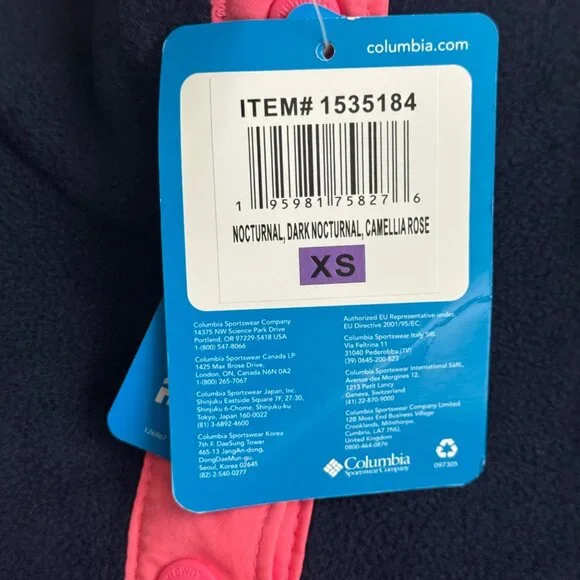 columbia.com
ITEM# 1535184
1 95981 75827 6
NOCTURNAL, DARK NOCTURNAL, CAMELLIA ROSE
XS
Columbia Sportswear Company
14375 NW Science Park Drive
Portland, OR 97229-5418 USA
1-(800) 547-8066
Columbia Sportswear Canada LP
1425 Max Brose Drive,
London, ON, Canada N6N 0A2
1-(800) 265-7067
Columbia Sportswear Japan, Inc.
Shinjuku Eastside Square 7F, 27-30,
Shinjuku 6-Chome, Shinjuku-ku
Tokyo, Japan 160-0022
(81) 3-6892-4600
Columbia Sportswear Korea
7th F. DaeSung Tower
465-13 JangAn-dong,
DongDaeMun-gu,
Seoul, Korea 02645
(82) 2-540-0277
Authorized EU Representative under
EU Directive 2001/95/EC.
Columbia Sportswear Italy SRL
Via Feltrina 11
31040 Pederobba (TV)
(39) 0645-200-823
Columbia Sportswear International SàRL
Avenue des Morgines 12,
1213 Petit Lancy
Geneva, Switzerland
(41) 22-870-9000
Columbia Sportswear Company Limited
12B Moss End Business Village
Crooklands, Milnthorpe,
Cumbria, LA7 7NU,
United Kingdom
0800-464-0876
Columbia
Sportswear Company
097305